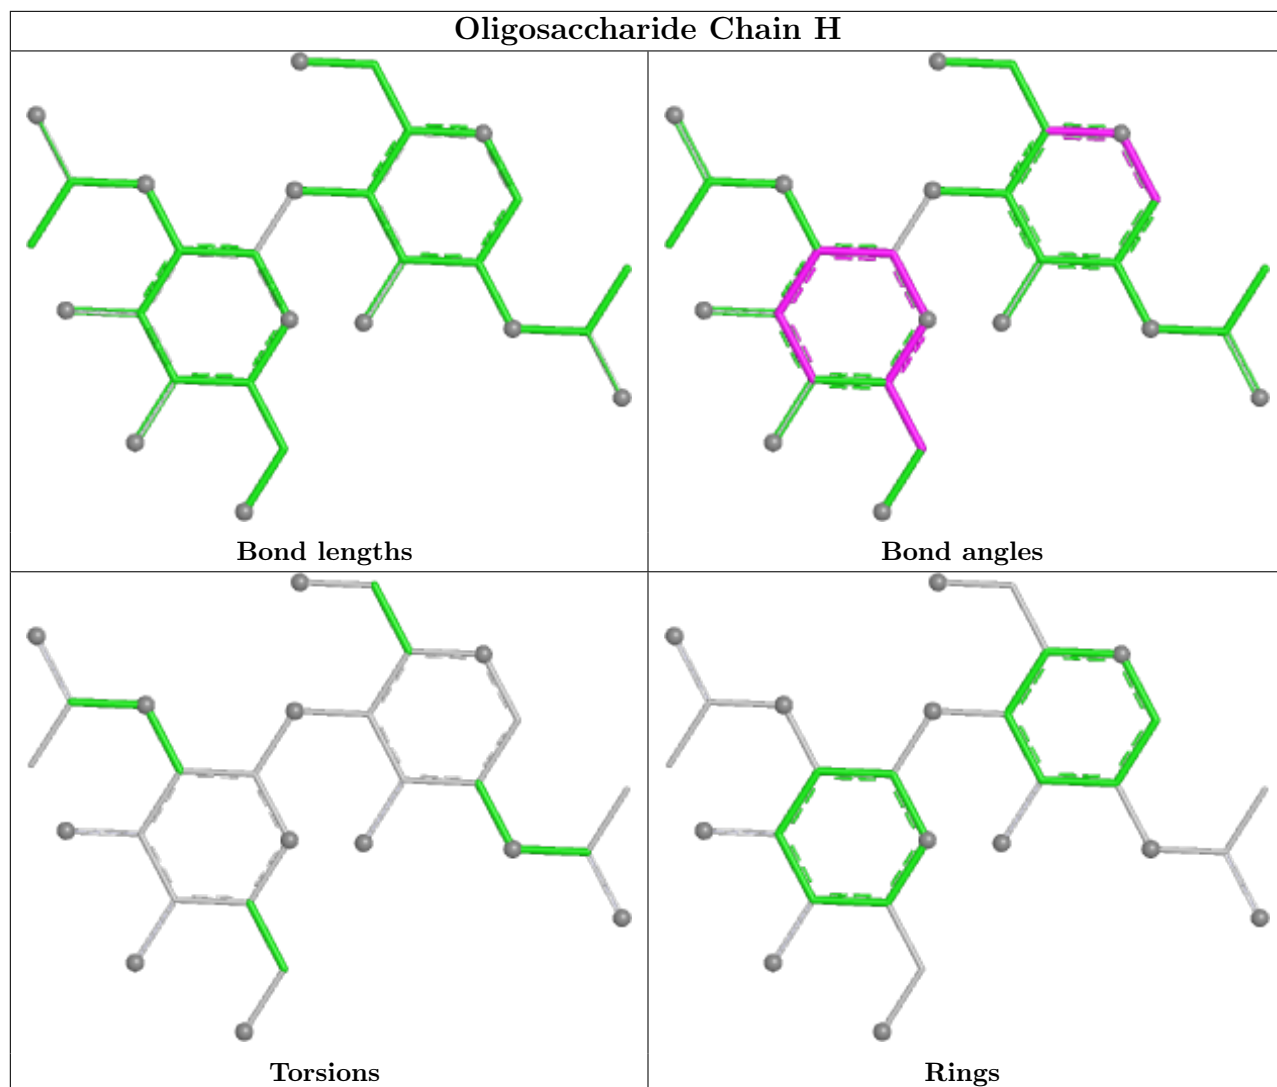 Oligosaccharide Chain H
Bond lengths
Bond angles
Torsions
Rings